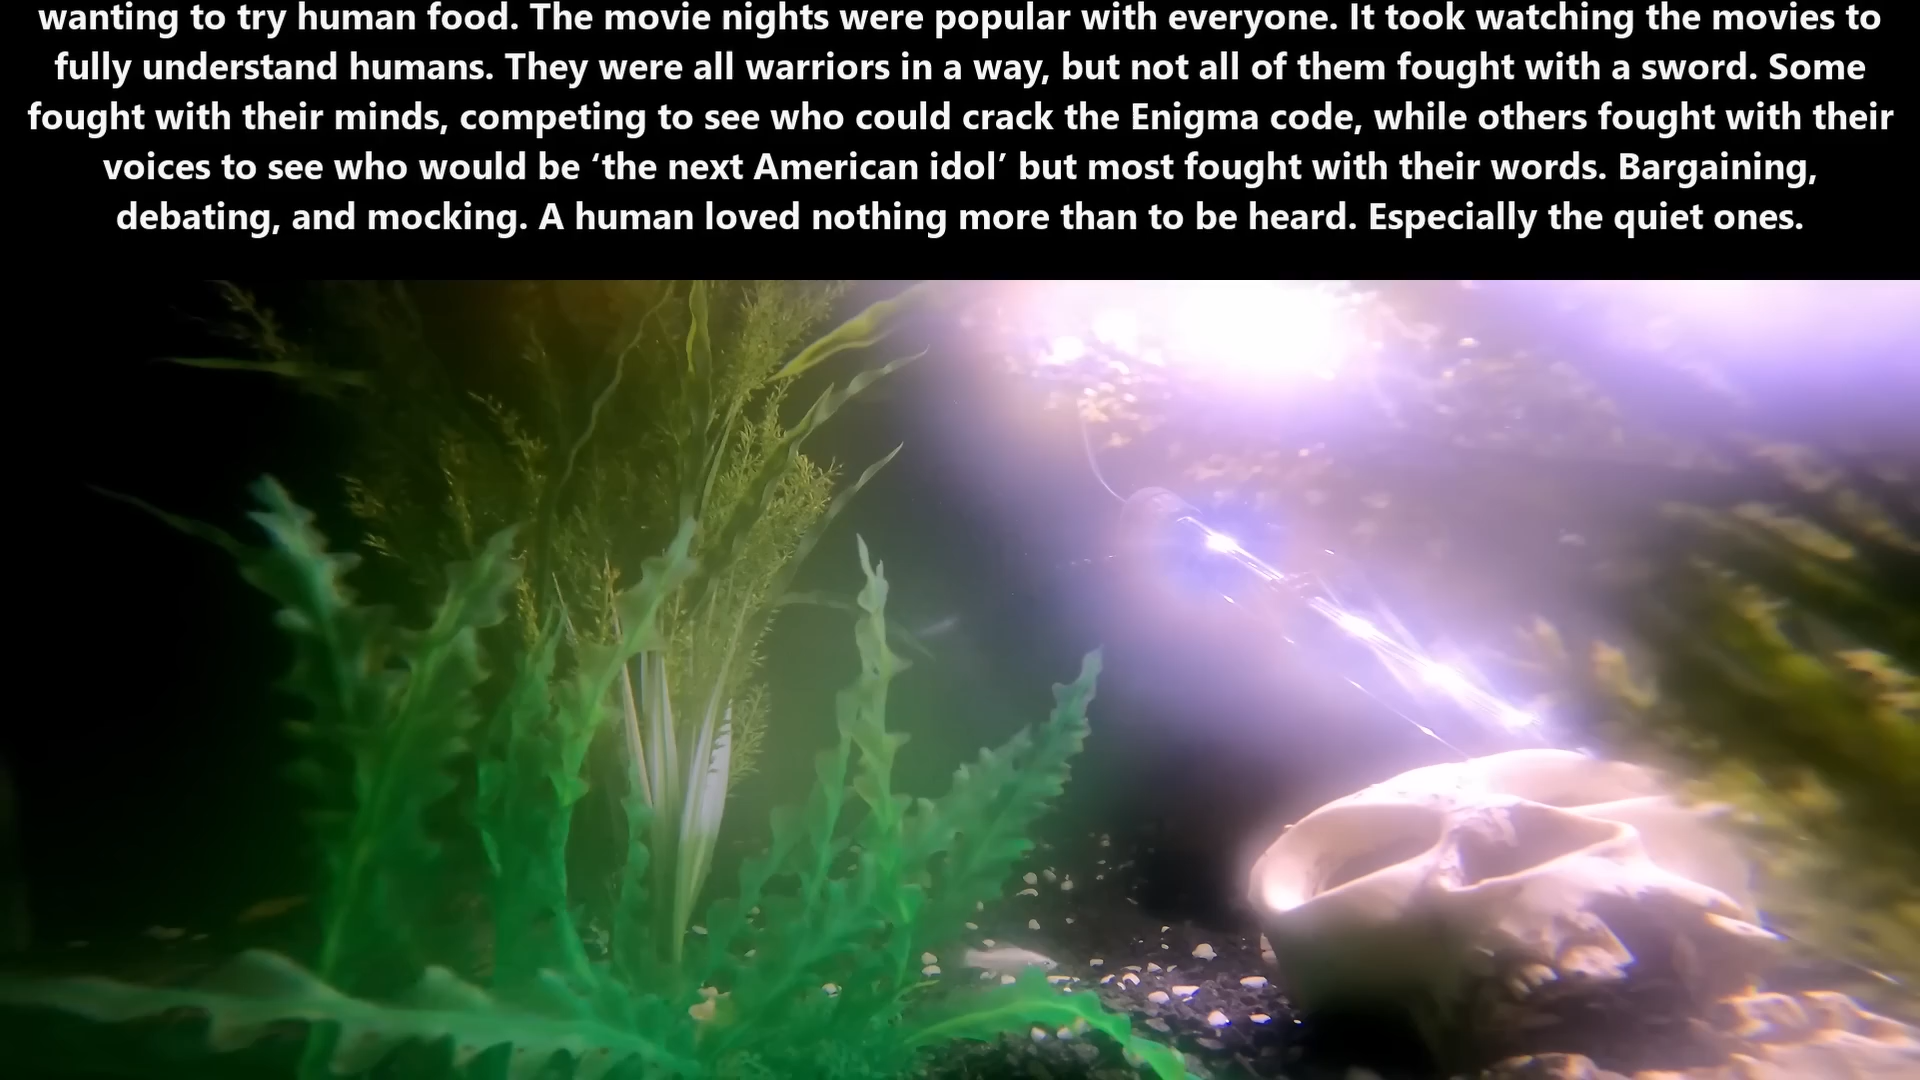 wanting to try human food. The movie nights were popular with everyone. It took watching the movies to
fully understand humans. They were all warriors in a way, but not all of them fought with a sword. Some
fought with their minds, competing to see who could crack the Enigma code, while others fought with their
voices to see who would be ‘the next American idol’ but most fought with their words. Bargaining,
debating, and mocking. A human loved nothing more than to be heard. Especially the quiet ones.